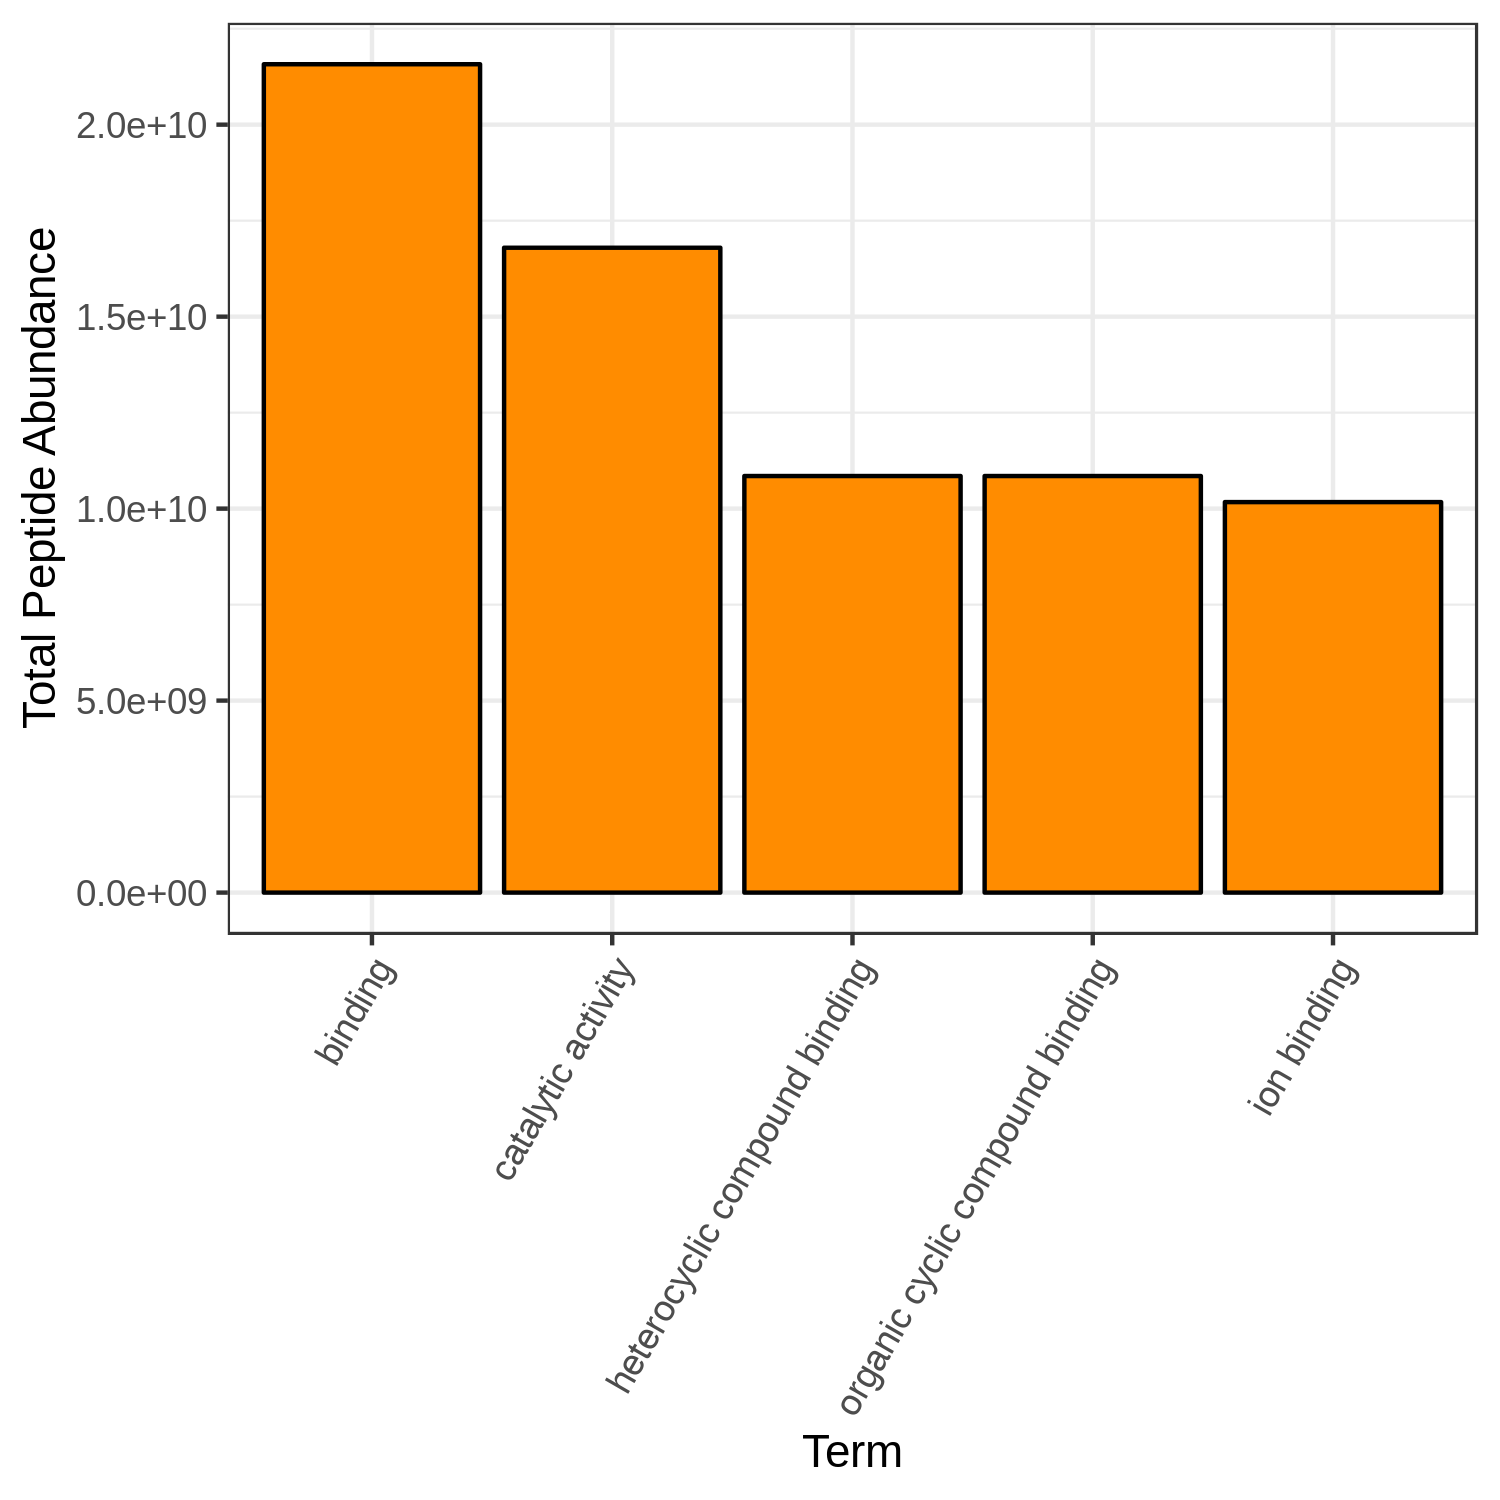 Total Peptide Abundance
2.0e+10
1.5e+10
1.0e+10
5.0e+09
0.0e+00
binding
catalytic activity
heterocyclic compound binding
organic cyclic compound binding
ion binding
Term